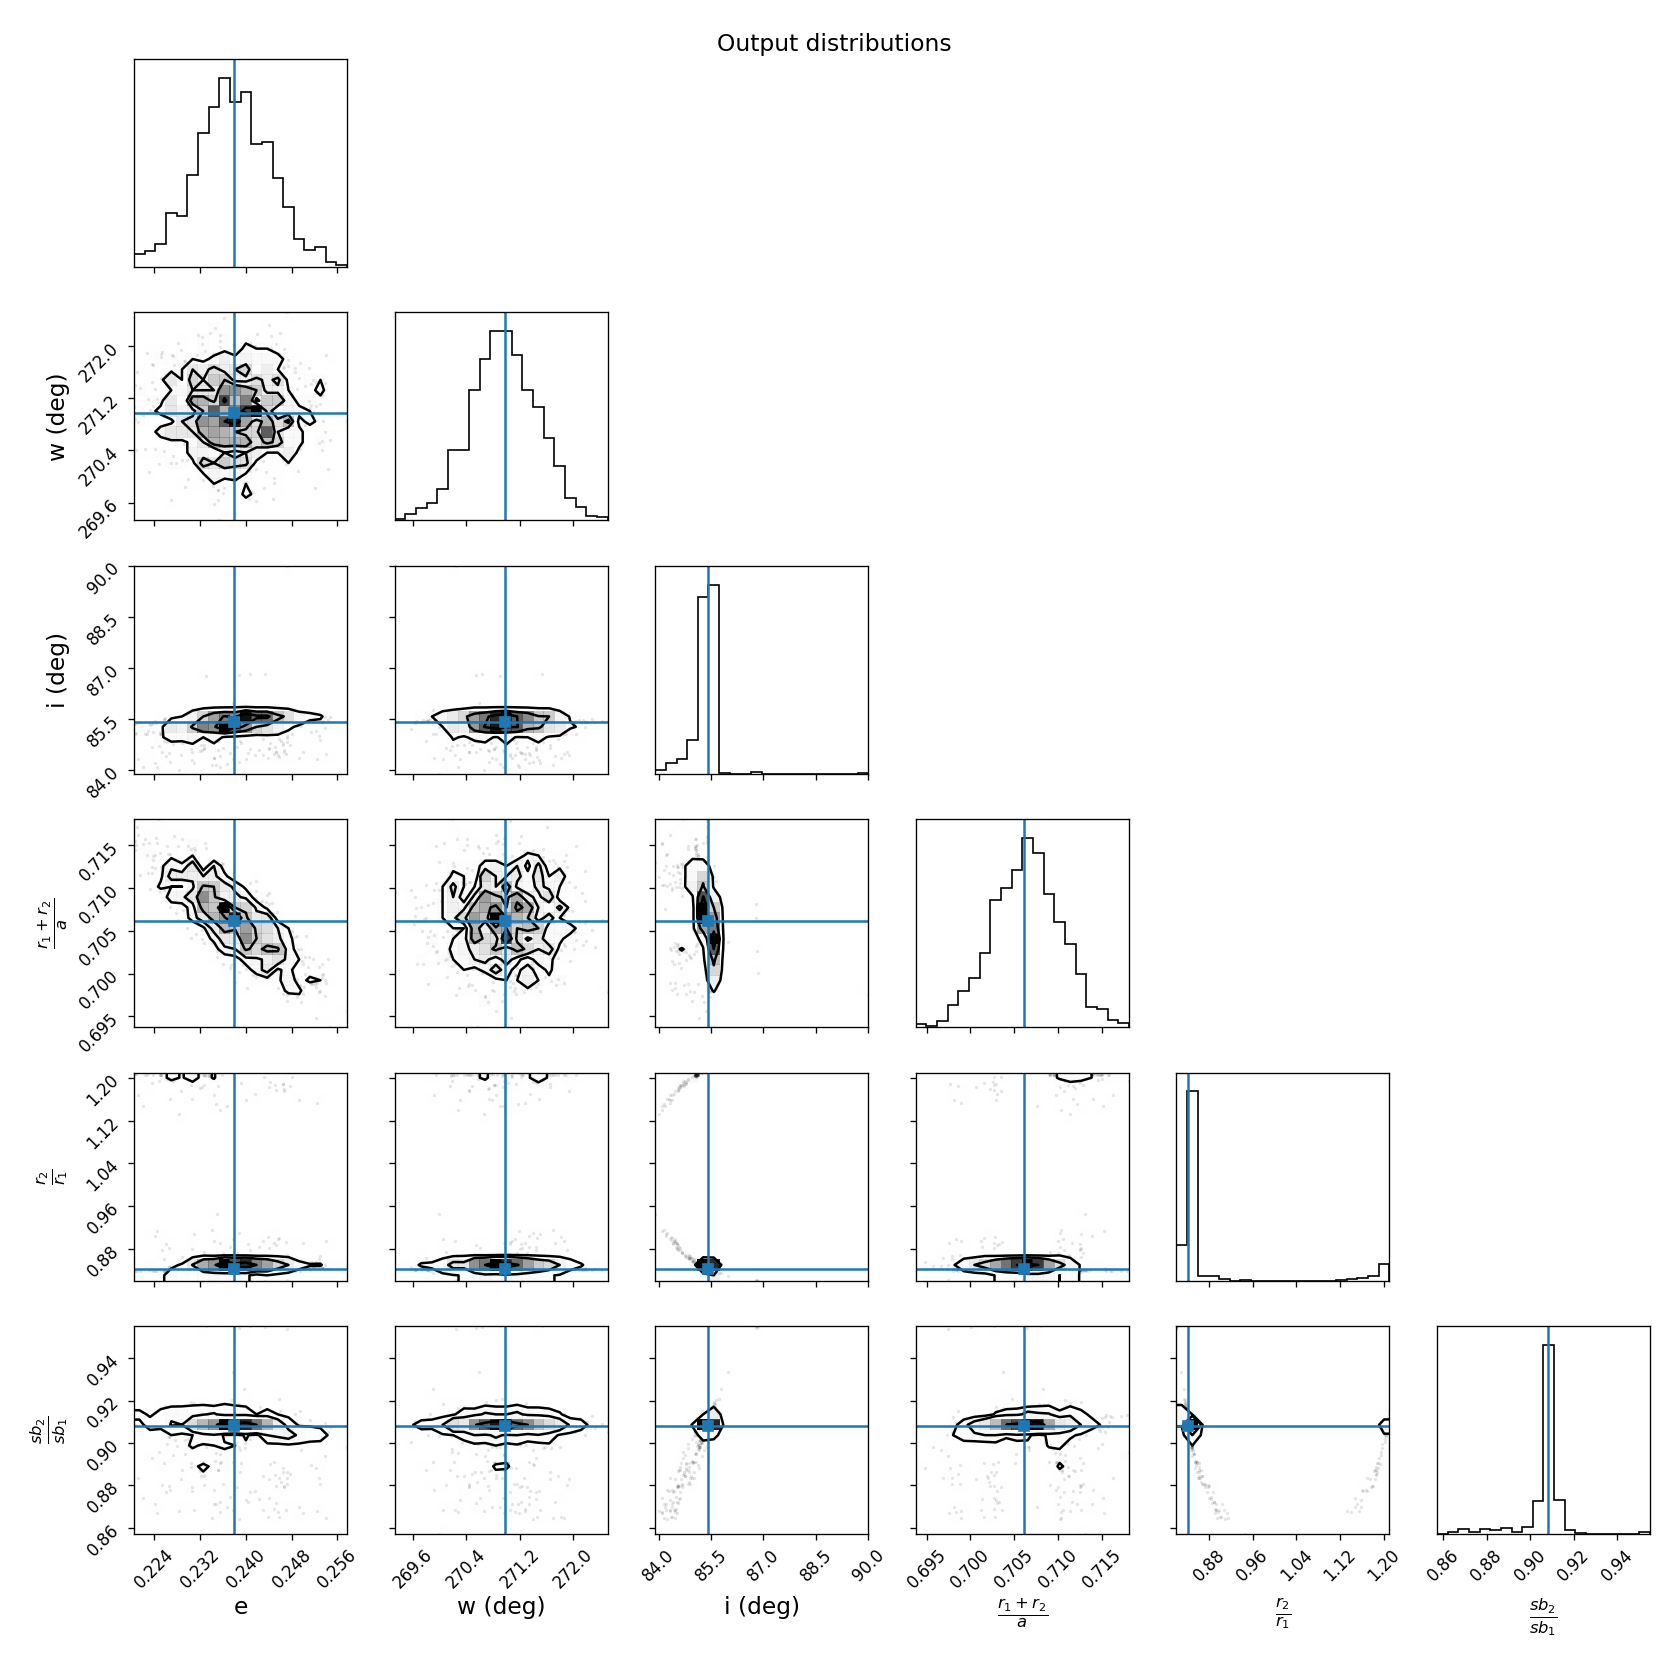 Output distributions
w (deg)
272.0
271.2
270.4
269.6
i (deg)
90.0
88.5
87.0
85.5
84.0
r₁ + r₂
a
0.715
0.710
0.705
0.700
0.695
r₂
r₁
1.20
1.12
1.04
0.96
0.88
sb₂
sb₁
0.94
0.92
0.90
0.88
0.86
0.224 0.232 0.240 0.248 0.256
e
269.6 270.4 271.2 272.0
w (deg)
84.0 85.5 87.0 88.5 90.0
i (deg)
0.695 0.700 0.705 0.710 0.715
r₁ + r₂
a
0.88 0.96 1.04 1.12 1.20
r₂
r₁
0.86 0.88 0.90 0.92 0.94
sb₂
sb₁